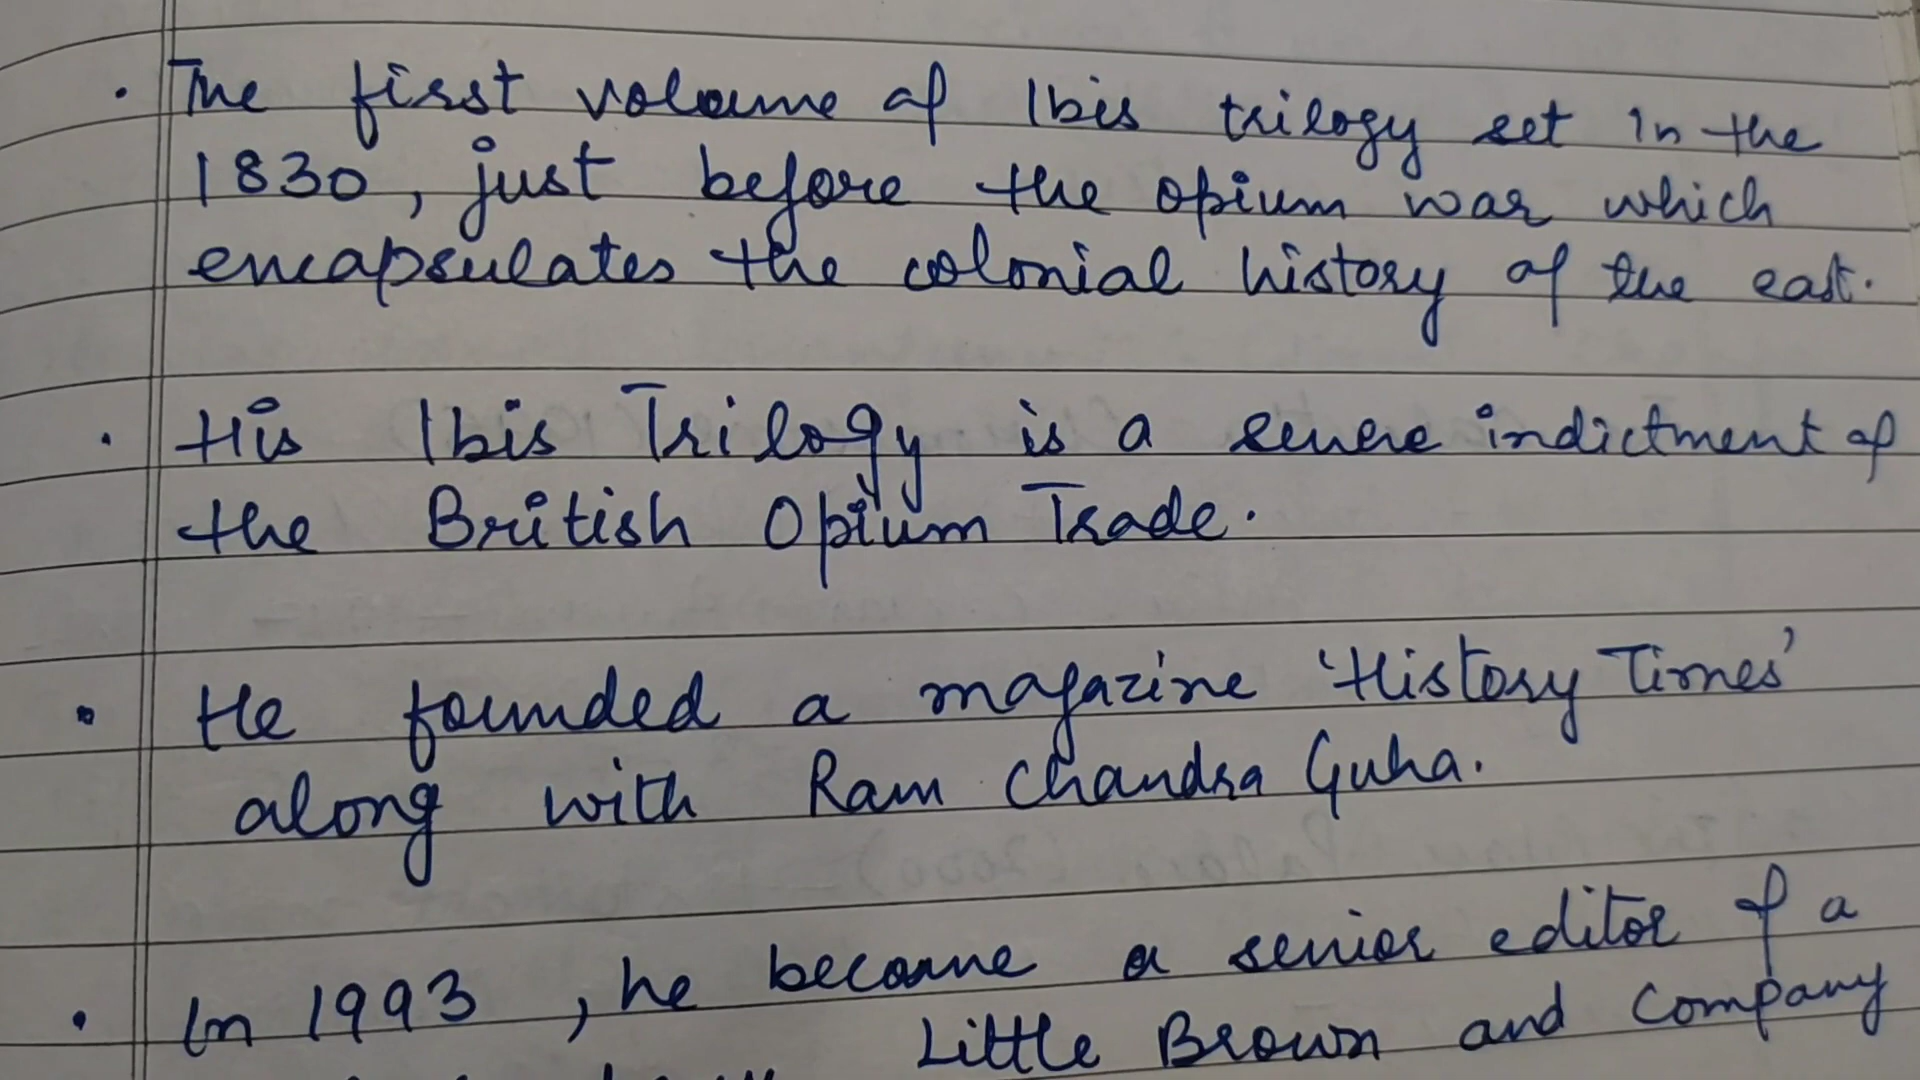 . The first volume of Ibis trilogy set in the
1830, just before the opium war which
encapsulates the colonial history of the east.
. His Ibis Trilogy is a severe indictment of
the British Opium Trade.
. He founded a magazine 'History Times'
along with Ram Chandra Guha.
. In 1993, he became a senior editor of a
Little Brown and Company